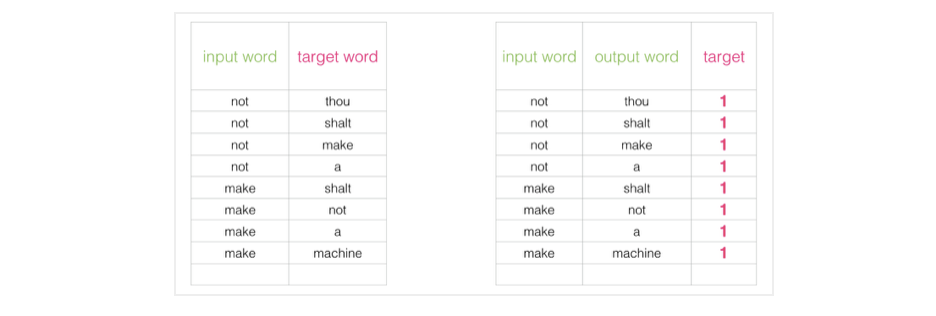 input word target word input word output word target
not thou not thou 1
not shalt not shalt 1
not make not make 1
not a not a 1
make shalt make shalt 1
make not make not 1
make a make a 1
make machine make machine 1